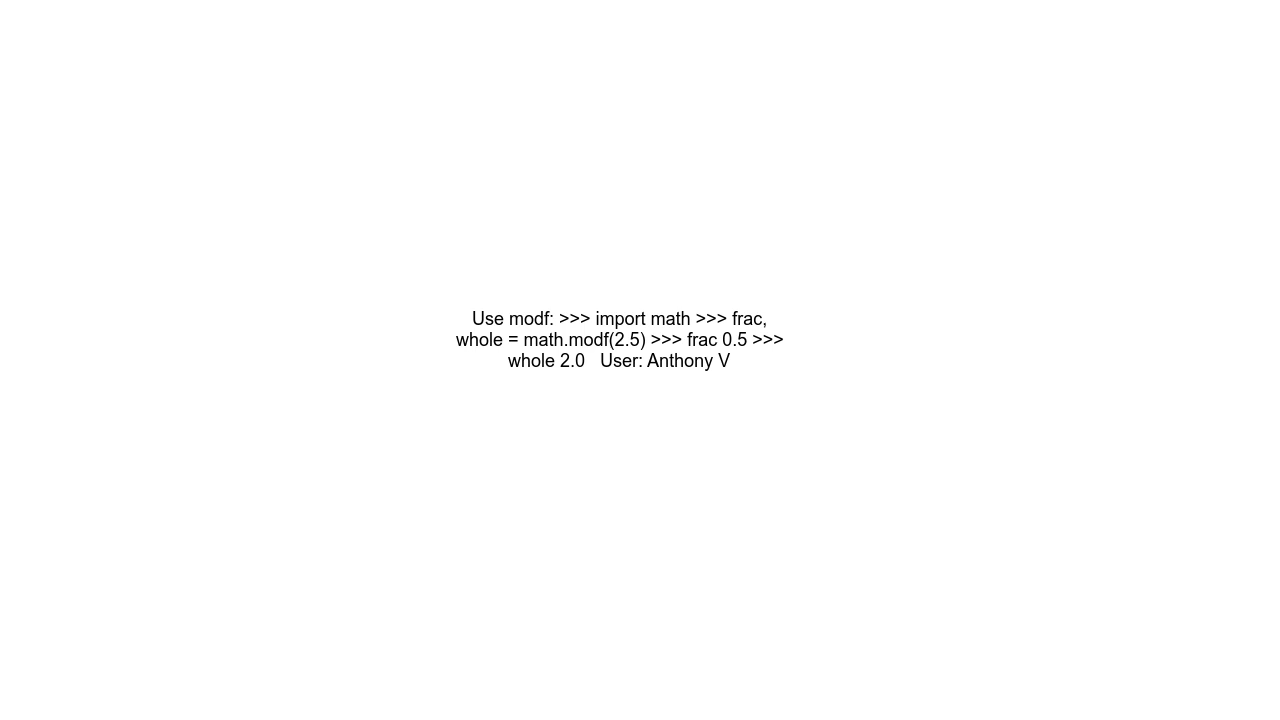 Use modf: >>> import math >>> frac,
whole = math.modf(2.5) >>> frac 0.5 >>>
whole 2.0   User: Anthony V